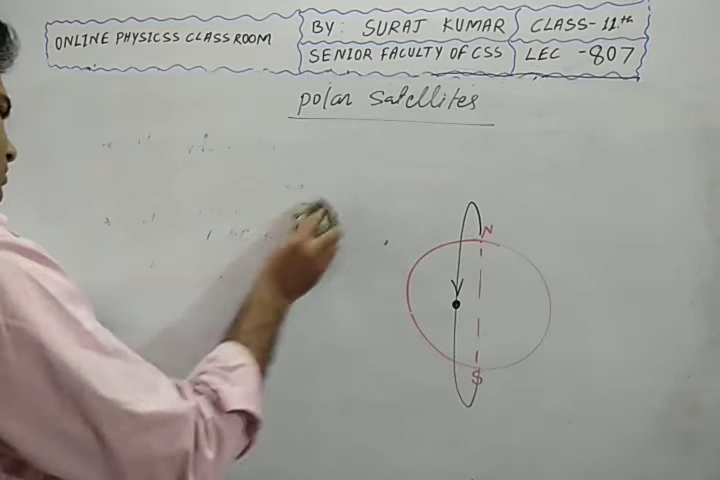 ONLINE PHYSICSS CLASS ROOM
BY: SURAJ KUMAR
CLASS-11th
SENIOR FACULTY OF CSS
LEC -807
polar Satellites
N
S